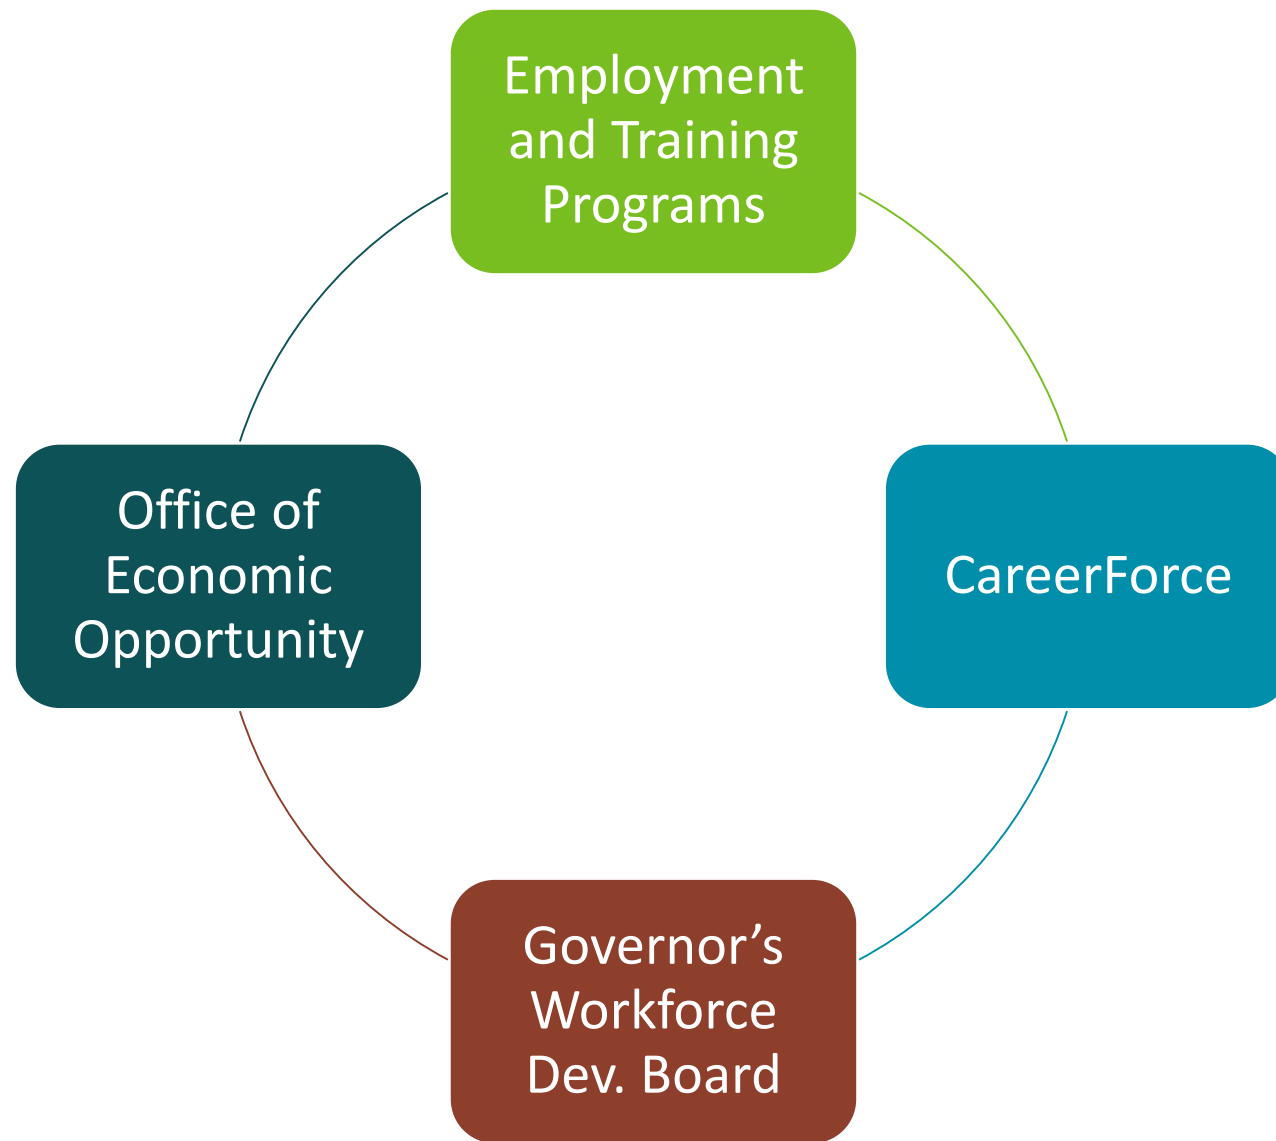 Employment
and Training
Programs
Office of
Economic
Opportunity
CareerForce
Governor’s
Workforce
Dev. Board